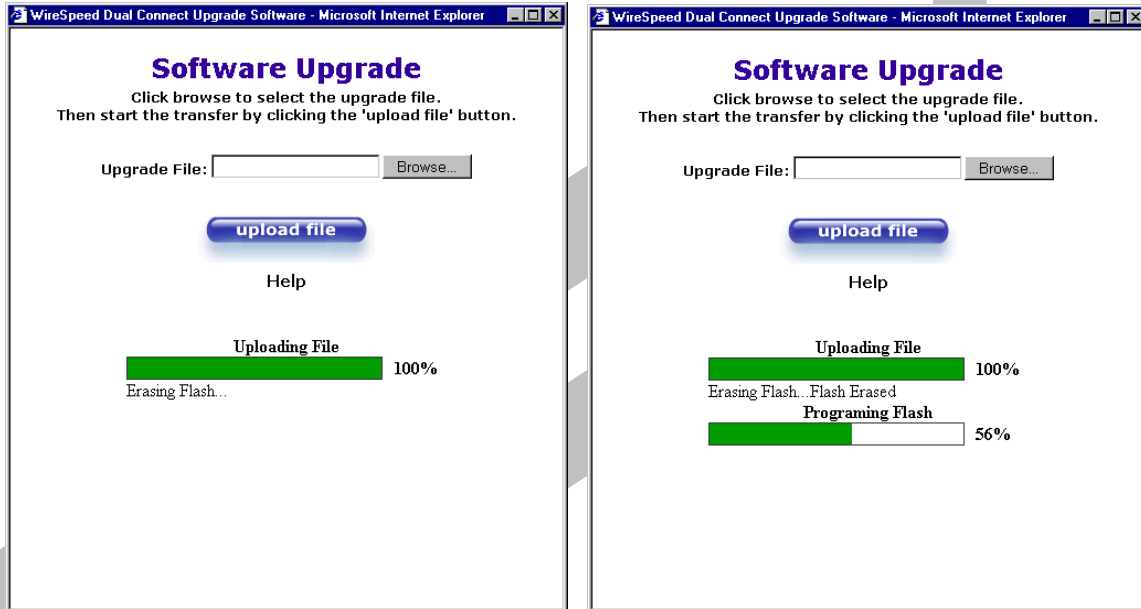 WireSpeed Dual Connect Upgrade Software - Microsoft Internet Explorer
Software Upgrade
Click browse to select the upgrade file.
Then start the transfer by clicking the 'upload file' button.
Upgrade File:
Browse...
upload file
Help
Uploading File
100%
Erasing Flash...
WireSpeed Dual Connect Upgrade Software - Microsoft Internet Explorer
Software Upgrade
Click browse to select the upgrade file.
Then start the transfer by clicking the 'upload file' button.
Upgrade File:
Browse...
upload file
Help
Uploading File
100%
Erasing Flash...Flash Erased
Programing Flash
56%